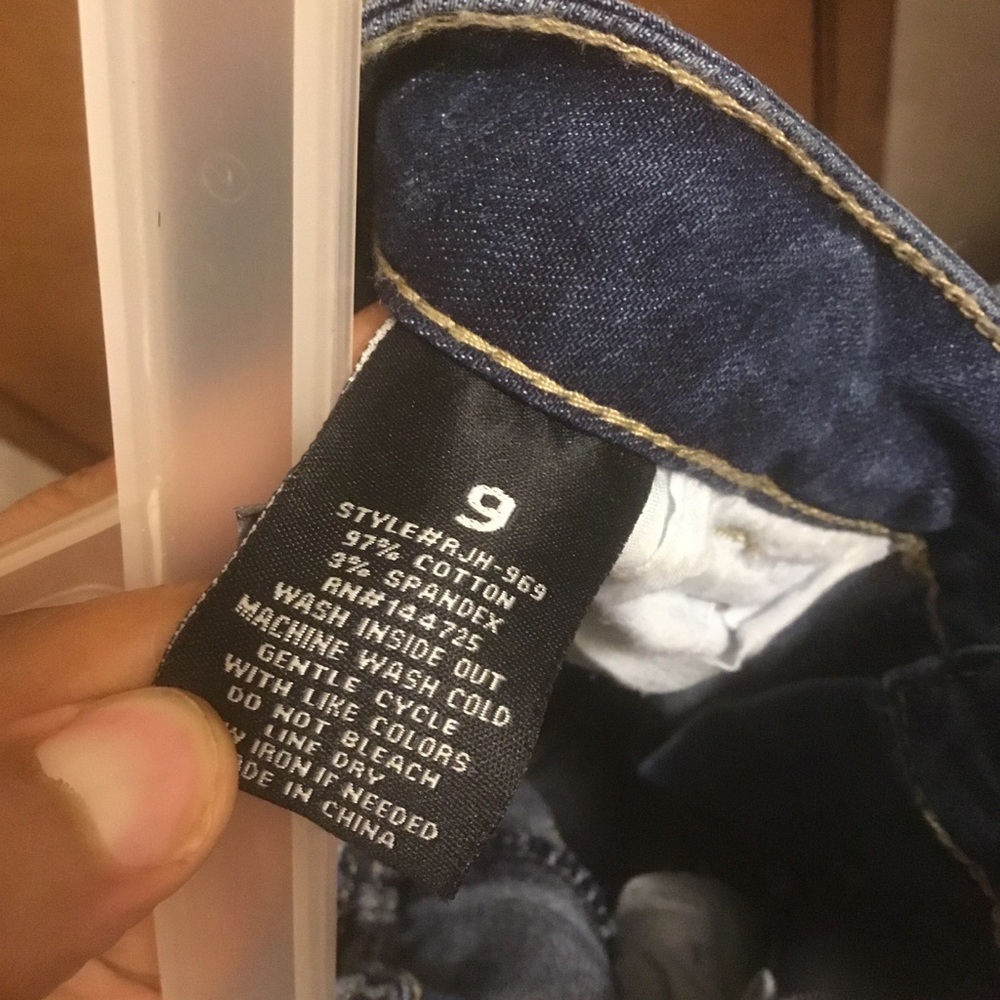 9
STYLE#RJH-969
97% COTTON
3% SPANDEX
RN#144725
WASH INSIDE OUT
MACHINE WASH COLD
GENTLE CYCLE
WITH LIKE COLORS
DO NOT BLEACH
LINE DRY
IRON IF NEEDED
IN CHINA